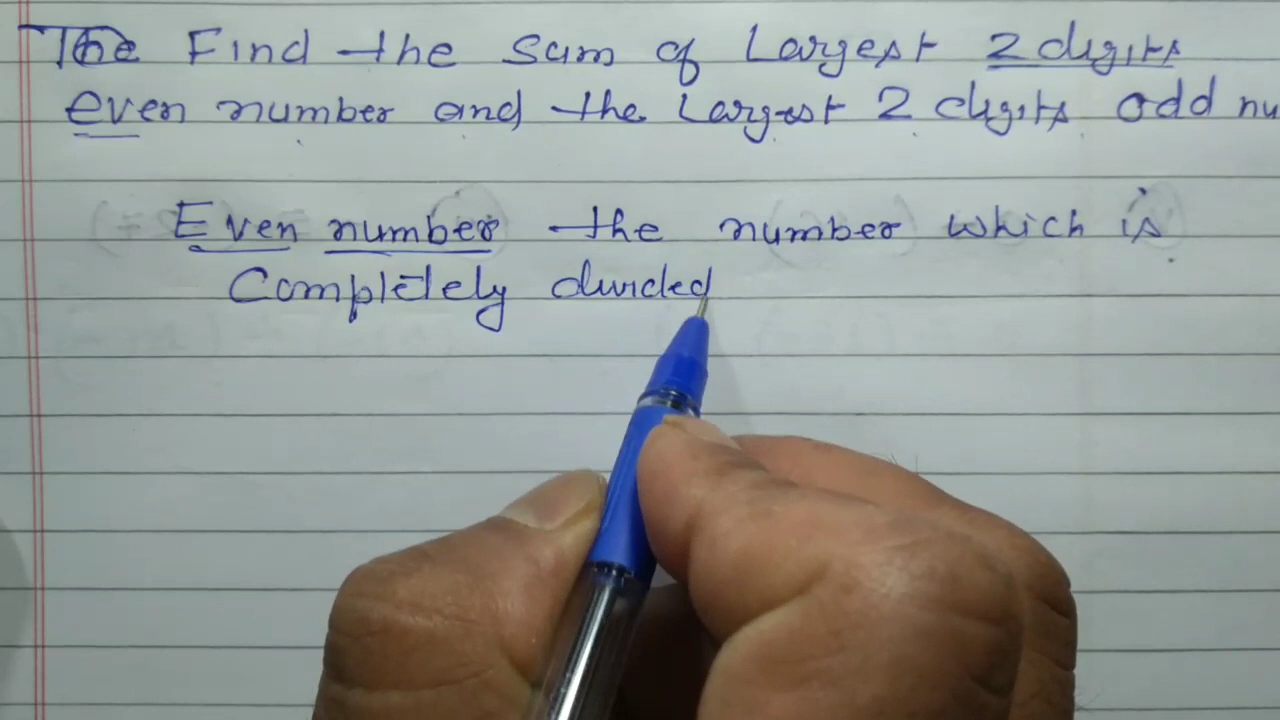 The Find the sum of Largest 2 digits
even number and the Largest 2 digits odd nu
Even number the number which is
Completely divided